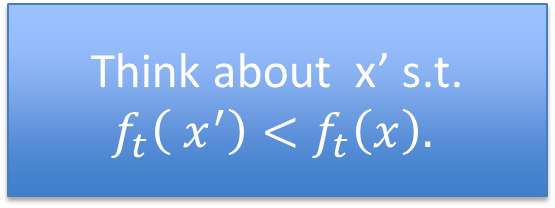 Think about x’ s.t.
𝑓ₜ( 𝑥′) < 𝑓ₜ(𝑥).